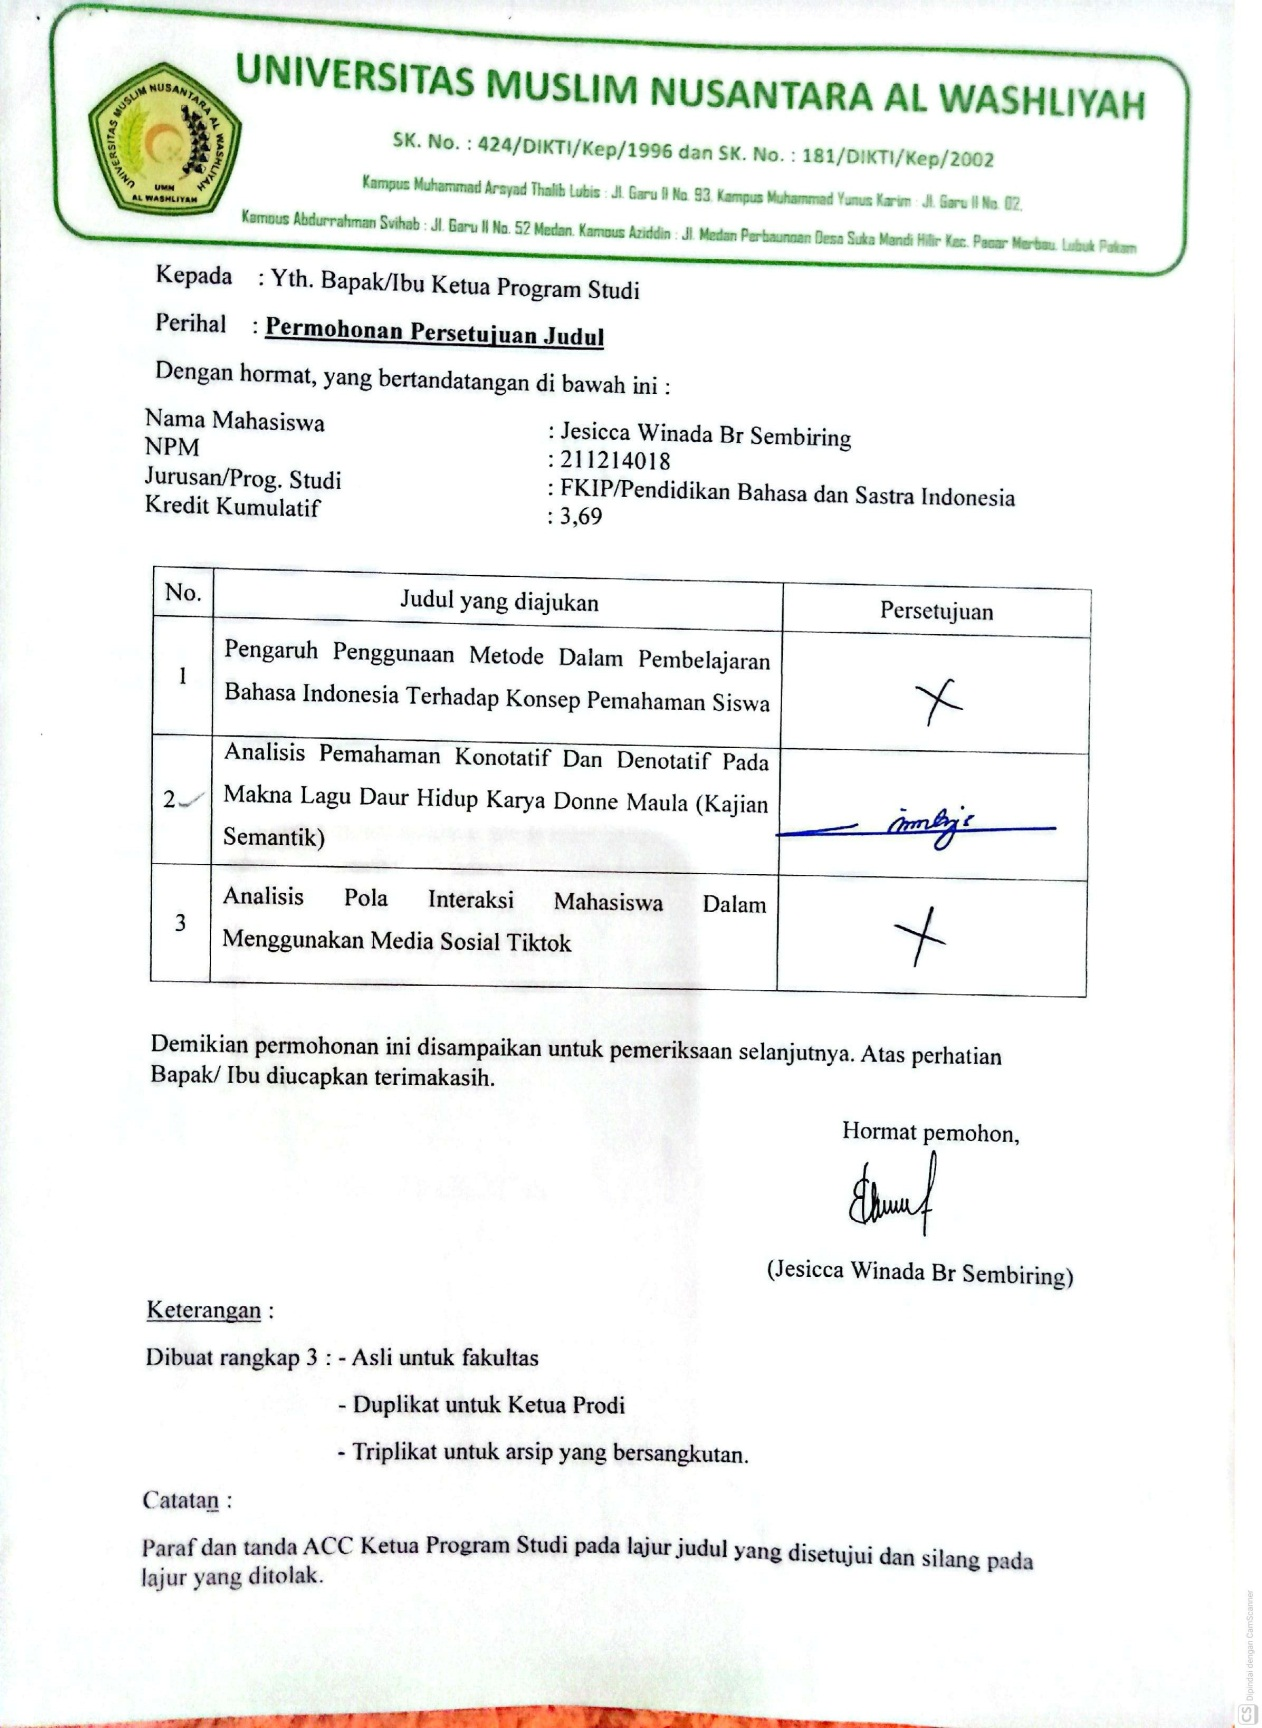 UNIVERSITAS MUSLIM NUSANTARA AL WASHLIYAH
UNIVERSITAS MUSLIM NUSANTARA AL WASHLIYAH
UMN
AL WASHLIYAH
SK. No. : 424/DIKTI/Kep/1996 dan SK. No. : 181/DIKTI/Kep/2002
Kampus Muhammad Arsyad Thalib Lubis : Jl. Garu II No. 93, Kampus Muhammad Yunus Karim : Jl. Garu II No. 02,
Kampus Abdurrahman Syihab : Jl. Garu II No. 52 Medan, Kampus Aziddin : Jl. Medan Perbaungan Desa Suka Mandi Hilir Kec. Pagar Merbau, Lubuk Pakam
Kepada : Yth. Bapak/Ibu Ketua Program Studi
Perihal : Permohonan Persetujuan Judul
Dengan hormat, yang bertandatangan di bawah ini :
Nama Mahasiswa : Jesicca Winada Br Sembiring
NPM : 211214018
Jurusan/Prog. Studi : FKIP/Pendidikan Bahasa dan Sastra Indonesia
Kredit Kumulatif : 3,69
No. Judul yang diajukan Persetujuan
1 Pengaruh Penggunaan Metode Dalam Pembelajaran
Bahasa Indonesia Terhadap Konsep Pemahaman Siswa
2 Analisis Pemahaman Konotatif Dan Denotatif Pada
Makna Lagu Daur Hidup Karya Donne Maula (Kajian
Semantik)
3 Analisis Pola Interaksi Mahasiswa Dalam
Menggunakan Media Sosial Tiktok
Demikian permohonan ini disampaikan untuk pemeriksaan selanjutnya. Atas perhatian
Bapak/ Ibu diucapkan terimakasih.
Hormat pemohon,
(Jesicca Winada Br Sembiring)
Keterangan :
Dibuat rangkap 3 : - Asli untuk fakultas
- Duplikat untuk Ketua Prodi
- Triplikat untuk arsip yang bersangkutan.
Catatan :
Paraf dan tanda ACC Ketua Program Studi pada lajur judul yang disetujui dan silang pada
lajur yang ditolak.
CS Dipindai dengan CamScanner